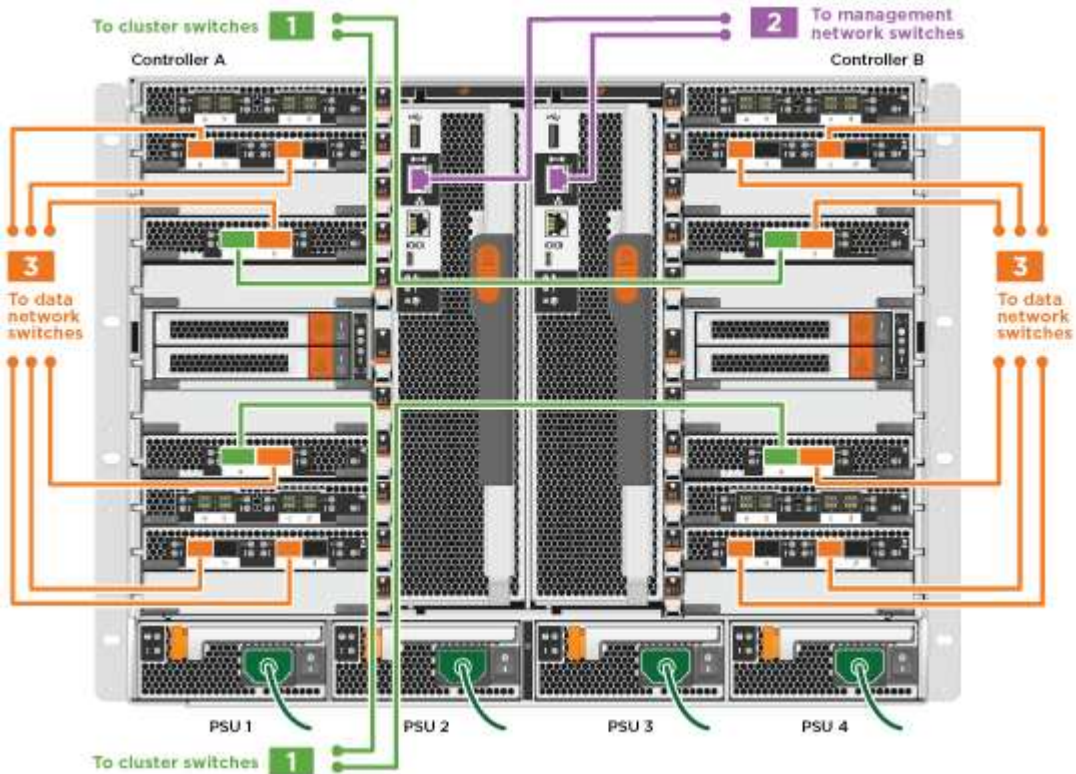 To cluster switches 1
2 To management
network switches
Controller A
Controller B
3
To data
network
switches
3
To data
network
switches
PSU 1
PSU 2
PSU 3
PSU 4
To cluster switches 1